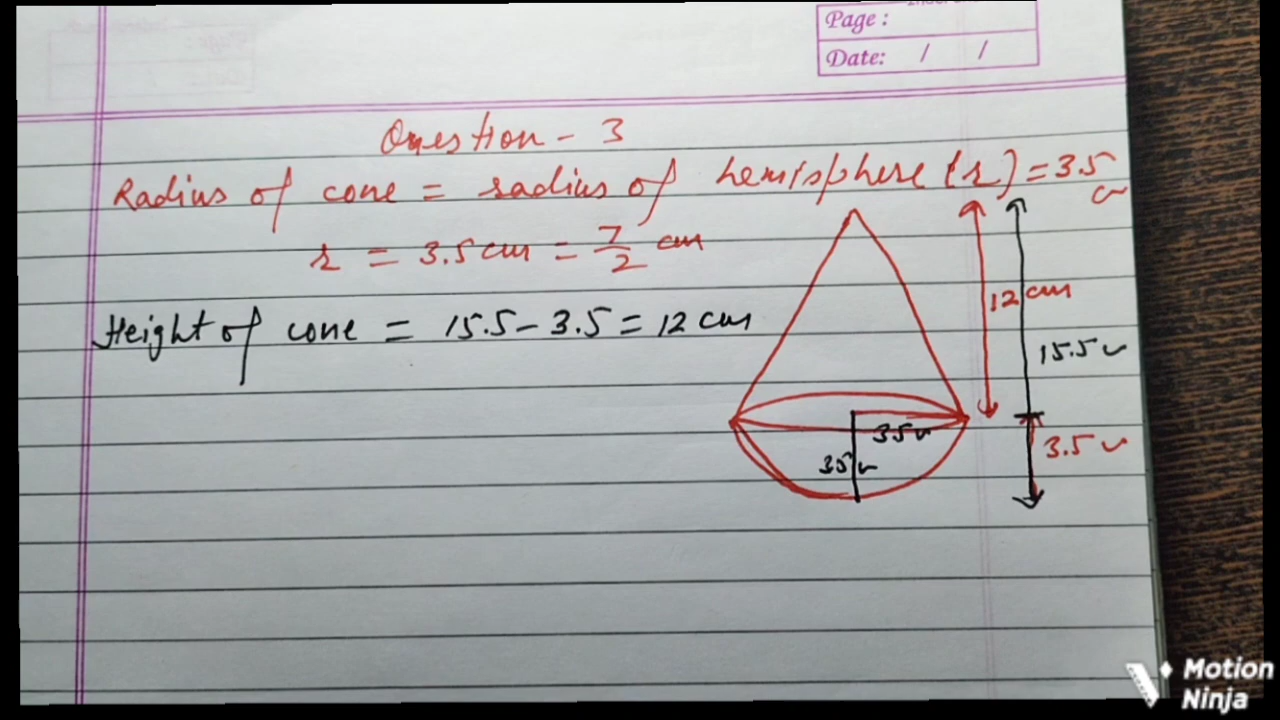 Page :
Date: / /
Question - 3
Radius of cone = radius of hemisphere (r) = 3.5
cm
r = 3.5 cm = 7/2 cm
Height of cone = 15.5 - 3.5 = 12 cm
12 cm
15.5 cm
3.5 cm
3.5 cm
3.5 cm
Motion
Ninja